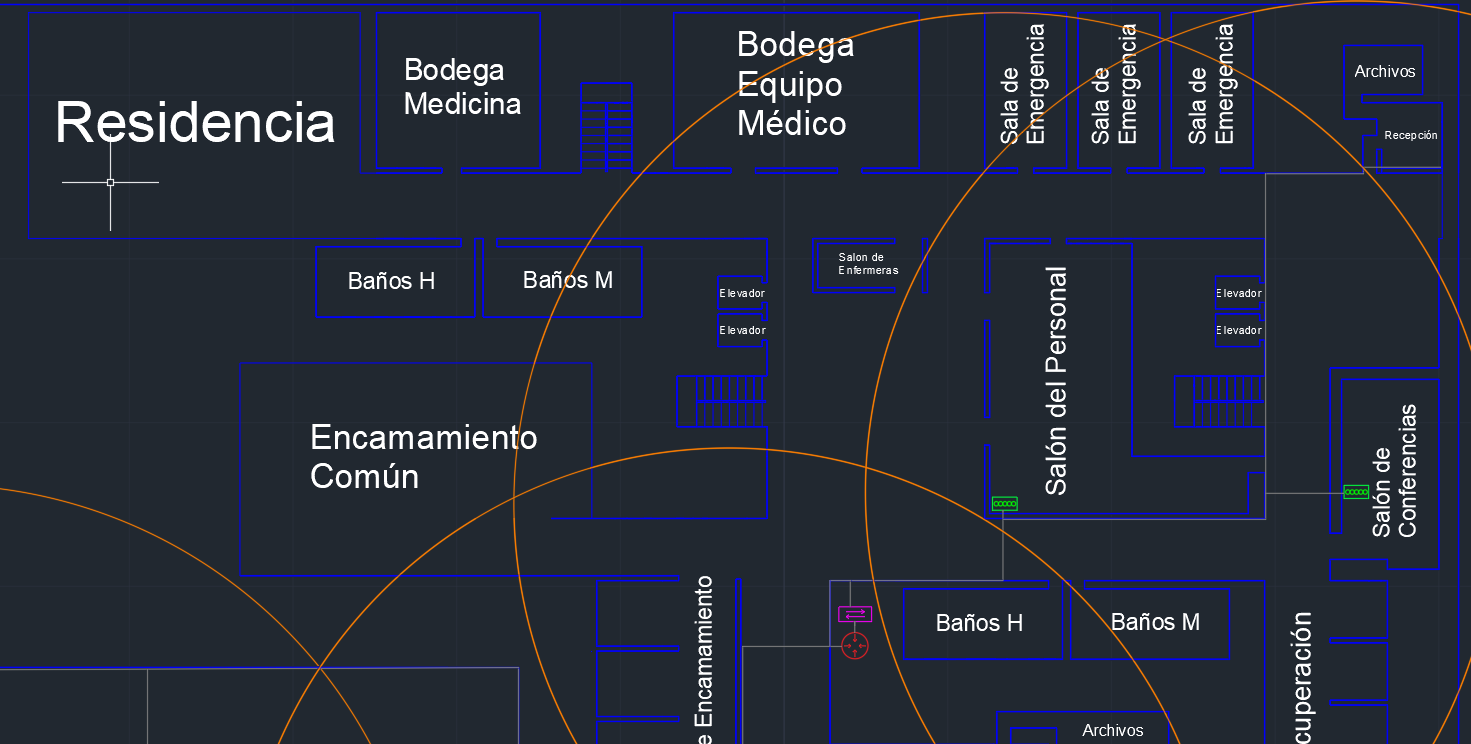 Residencia
Bodega
Medicina
Bodega
Equipo
Médico
Sala de
Emergencia
Sala de
Emergencia
Sala de
Emergencia
Archivos
Recepción
Baños H
Baños M
Elevador
Elevador
Salon de
Enfermeras
Salón del Personal
Elevador
Elevador
Encamamiento
Común
Salón de
Conferencias
e Encamamiento
Baños H
Baños M
cuperación
Archivos